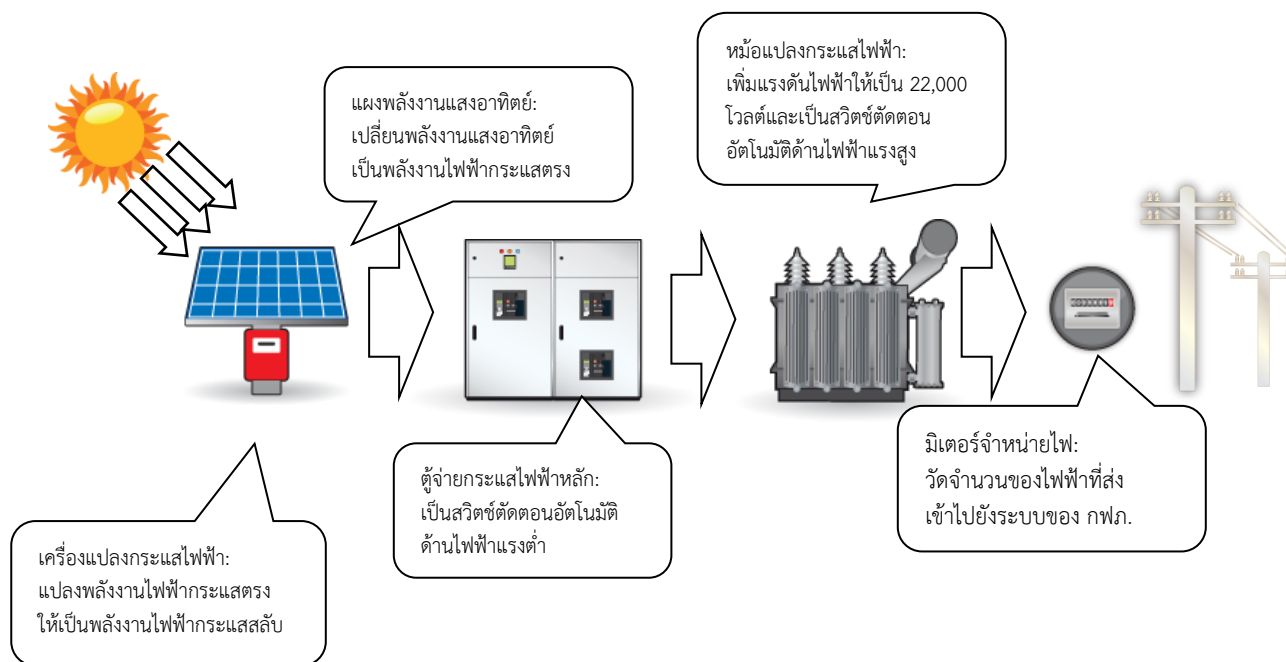 แผงพลังงานแสงอาทิตย์:
เปลี่ยนพลังงานแสงอาทิตย์
เป็นพลังงานไฟฟ้ากระแสตรง
หม้อแปลงกระแสไฟฟ้า:
เพิ่มแรงดันไฟฟ้าให้เป็น 22,000
โวลต์และเป็นสวิตช์ตัดตอน
อัตโนมัติด้านไฟฟ้าแรงสูง
เครื่องแปลงกระแสไฟฟ้า:
แปลงพลังงานไฟฟ้ากระแสตรง
ให้เป็นพลังงานไฟฟ้ากระแสสลับ
ตู้จ่ายกระแสไฟฟ้าหลัก:
เป็นสวิตช์ตัดตอนอัตโนมัติ
ด้านไฟฟ้าแรงต่ำ
มิเตอร์จำหน่ายไฟ:
วัดจำนวนของไฟฟ้าที่ส่ง
เข้าไปยังระบบของ กฟภ.